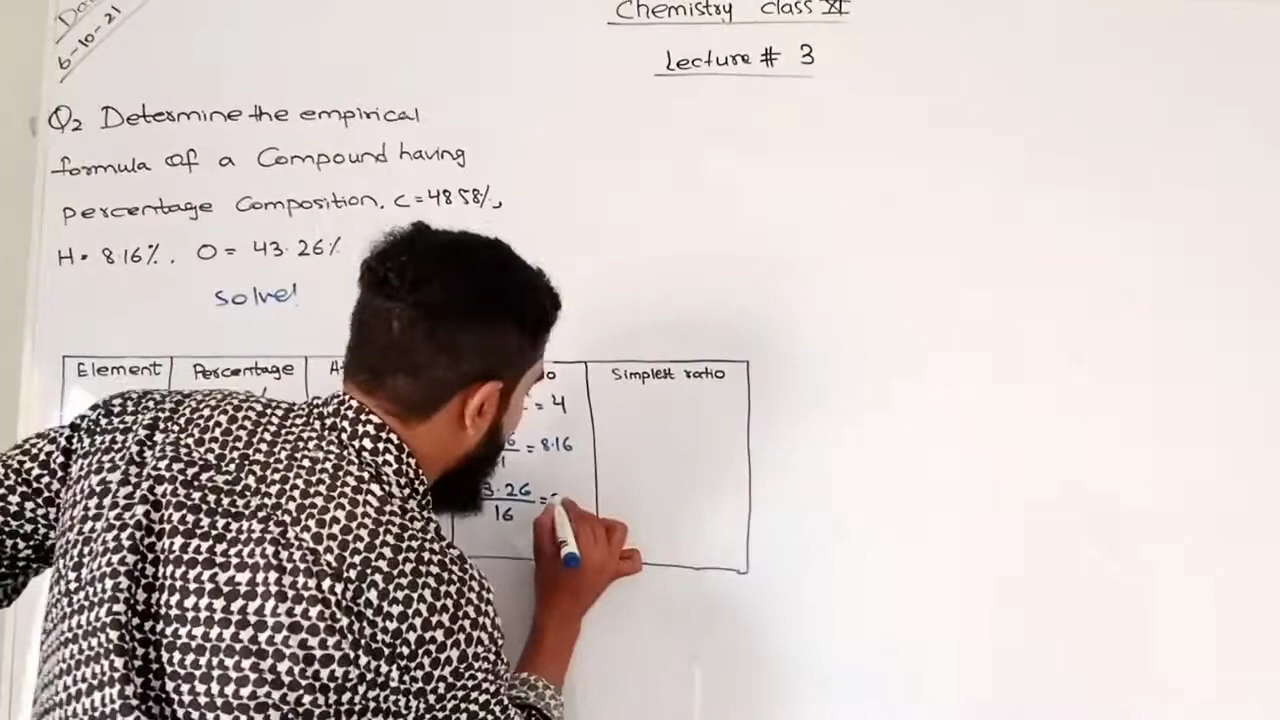 6-10-21
Chemistry class XI
Lecture # 3
Q2 Determine the empirical
formula of a Compound having
percentage Composition. C = 48 58%,
H = 8.16%. O = 43.26%
Solve!
Element Percentage Simplest ratio
= 4
= 8.16
3.26
16 =